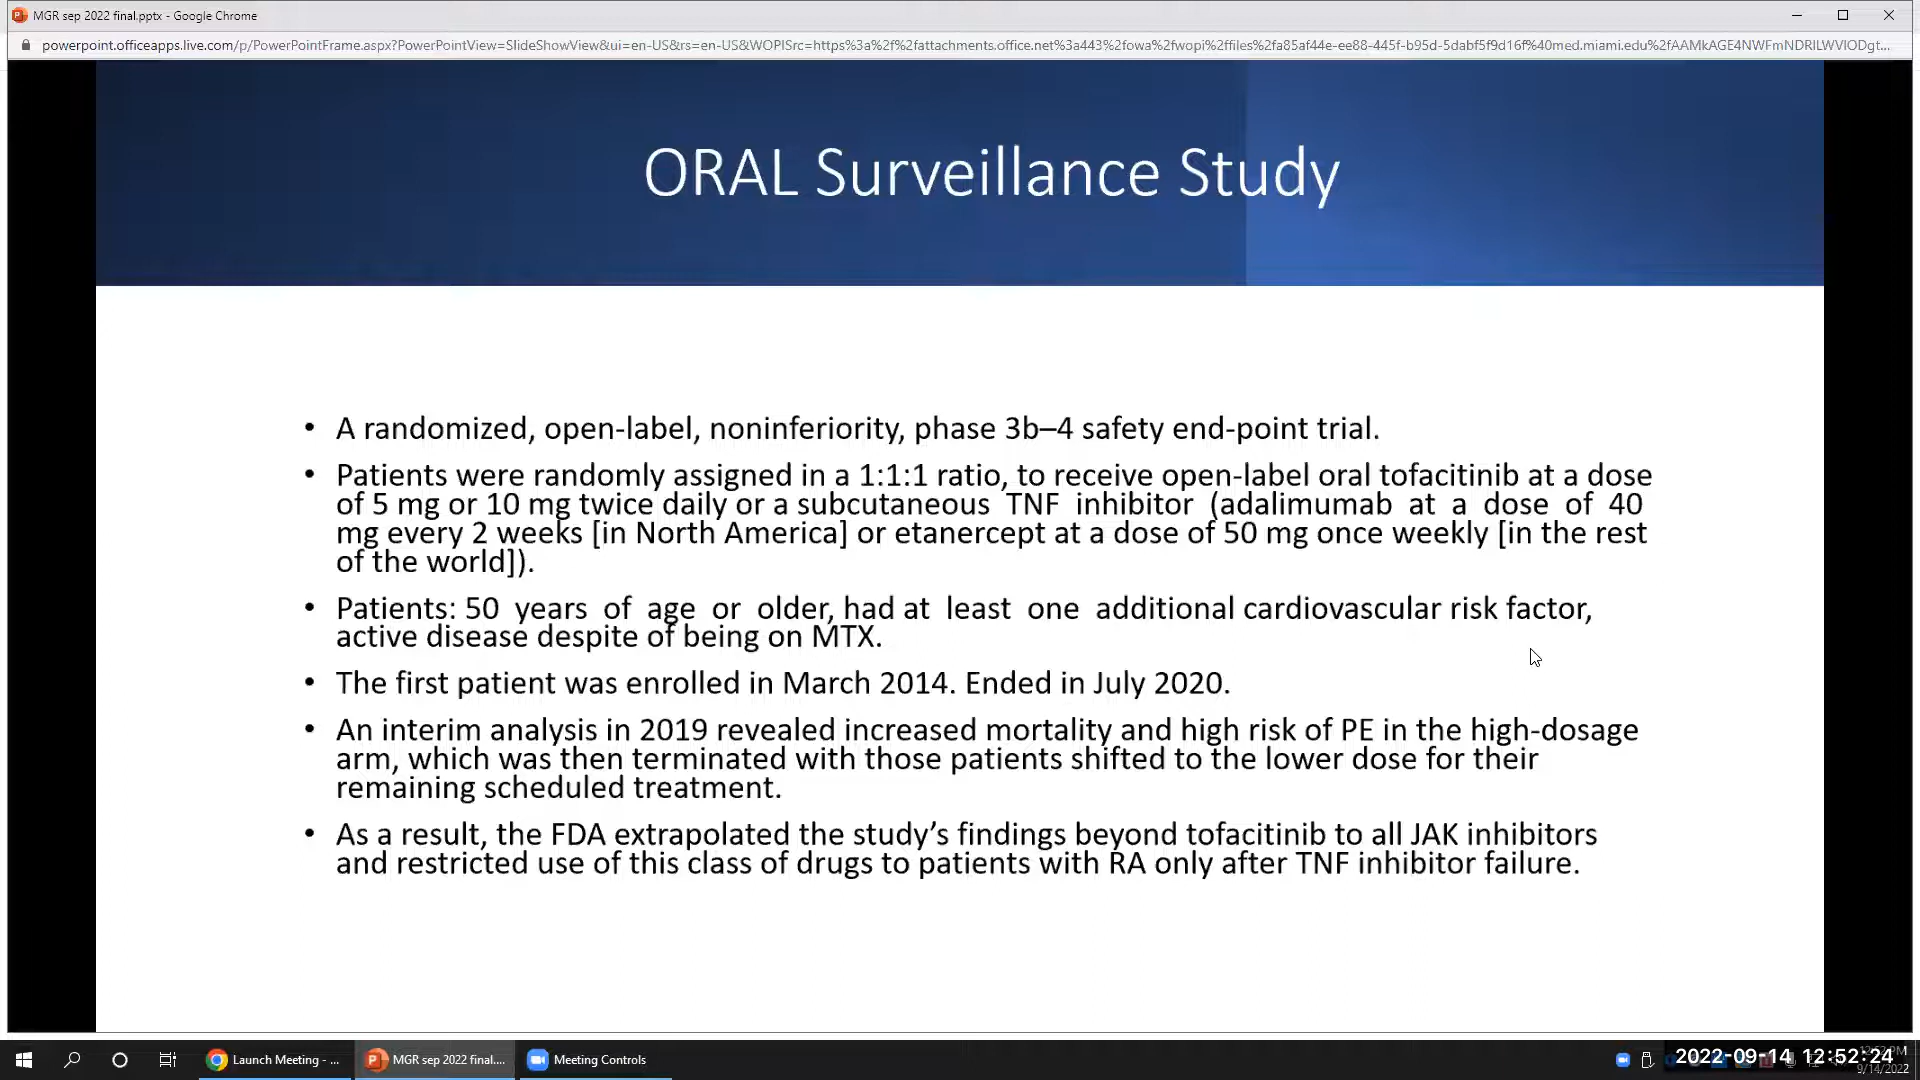 MGR sep 2022 final.pptx - Google Chrome
powerpoint.officeapps.live.com/p/PowerPointFrame.aspx?PowerPointView=SlideShowView&ui=en-US&rs=en-US&WOPISrc=https%3a%2f%2fattachments.office.net%3a443%2fowa%2fwopi%2ffiles%2fa85af44e-ee88-445f-b95d-5dabf5f9d16f%40med.miami.edu%2fAAMkAGE4NWFmNDRlLWVlODgt...
ORAL Surveillance Study
• A randomized, open-label, noninferiority, phase 3b–4 safety end-point trial.
• Patients were randomly assigned in a 1:1:1 ratio, to receive open-label oral tofacitinib at a dose
of 5 mg or 10 mg twice daily or a subcutaneous TNF inhibitor (adalimumab at a dose of 40
mg every 2 weeks [in North America] or etanercept at a dose of 50 mg once weekly [in the rest
of the world]).
• Patients: 50 years of age or older, had at least one additional cardiovascular risk factor,
active disease despite of being on MTX.
• The first patient was enrolled in March 2014. Ended in July 2020.
• An interim analysis in 2019 revealed increased mortality and high risk of PE in the high-dosage
arm, which was then terminated with those patients shifted to the lower dose for their
remaining scheduled treatment.
• As a result, the FDA extrapolated the study’s findings beyond tofacitinib to all JAK inhibitors
and restricted use of this class of drugs to patients with RA only after TNF inhibitor failure.
Launch Meeting - ...
MGR sep 2022 final....
Meeting Controls
2022-09-14 12:52:24
9/14/2022